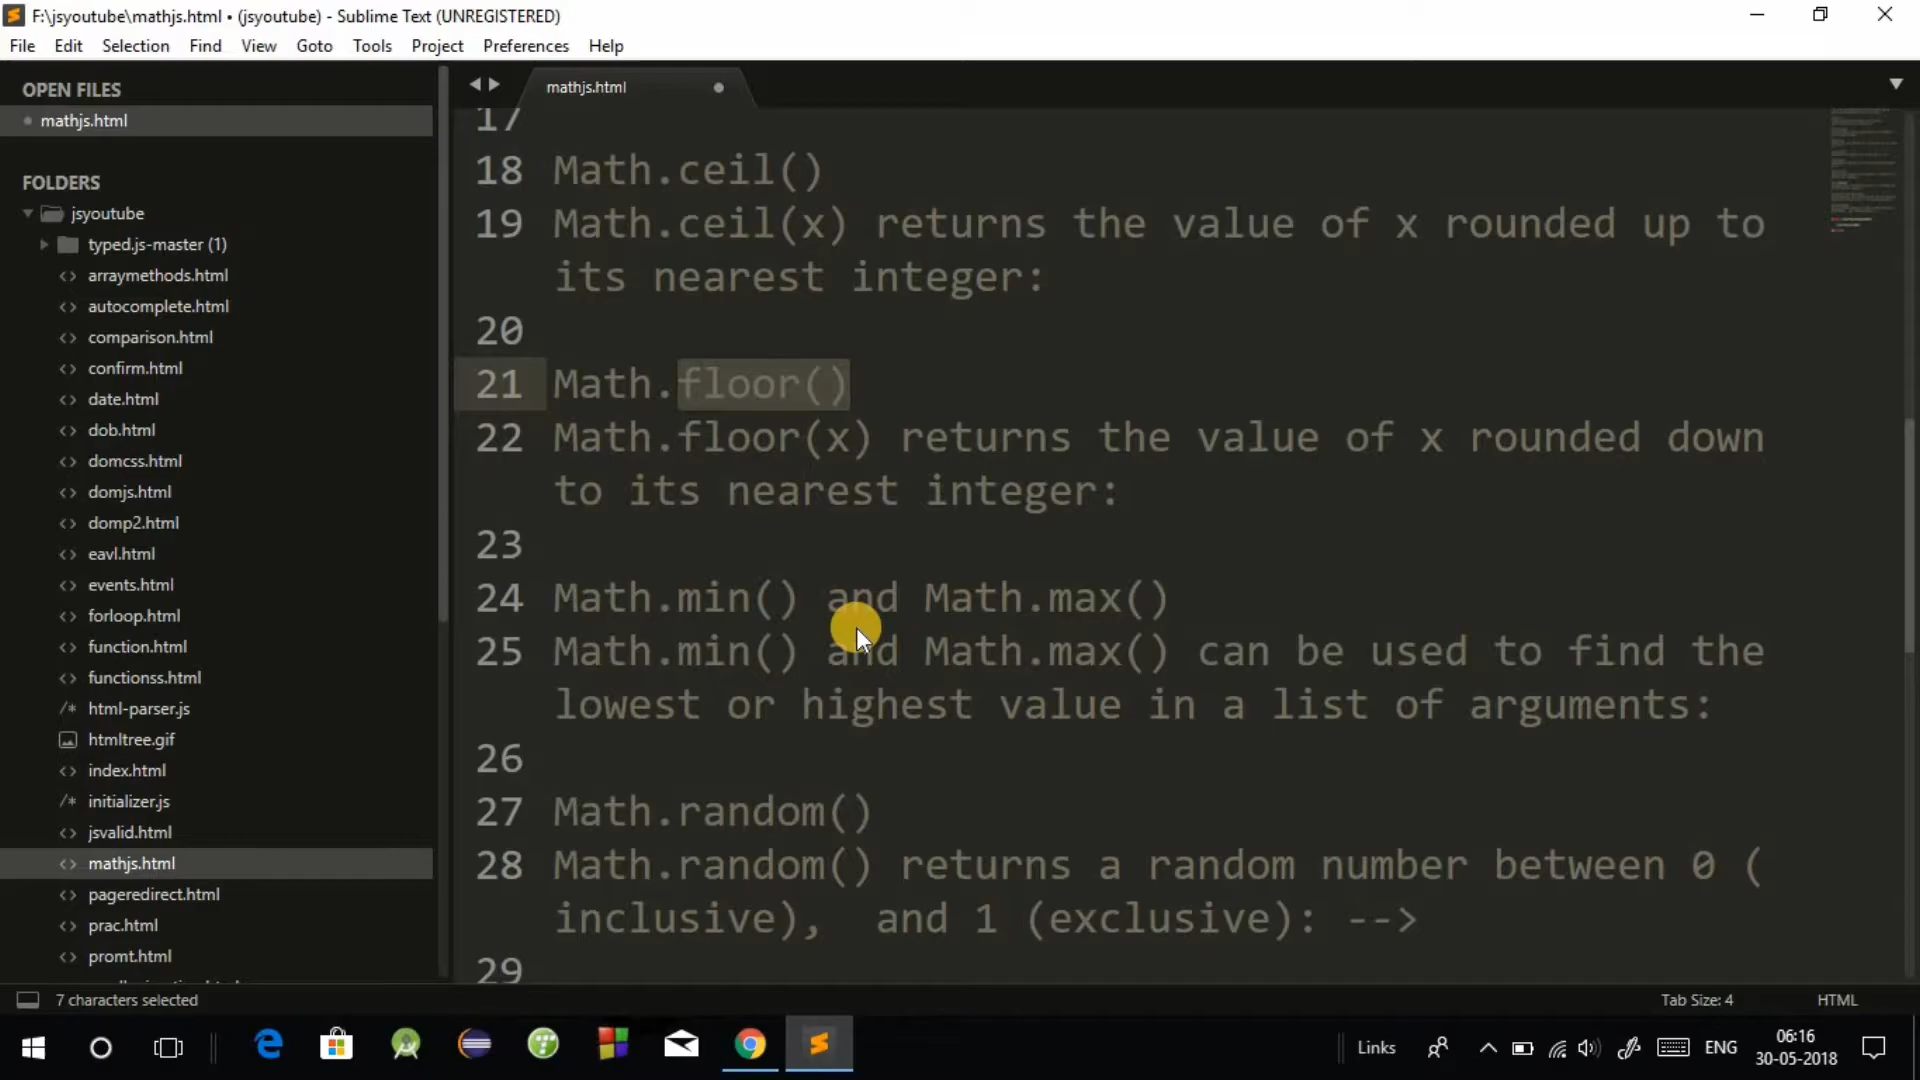 F:\jsyoutube\mathjs.html • (jsyoutube) - Sublime Text (UNREGISTERED)
File Edit Selection Find View Goto Tools Project Preferences Help
OPEN FILES
mathjs.html
FOLDERS
jsyoutube
typed.js-master (1)
arraymethods.html
autocomplete.html
comparison.html
confirm.html
date.html
dob.html
domcss.html
domjs.html
domp2.html
eavl.html
events.html
forloop.html
function.html
functionss.html
/* html-parser.js
htmltree.gif
index.html
/* initializer.js
jsvalid.html
mathjs.html
pageredirect.html
prac.html
promt.html
mathjs.html
17
18 Math.ceil()
19 Math.ceil(x) returns the value of x rounded up to
its nearest integer:
20
21 Math.floor()
22 Math.floor(x) returns the value of x rounded down
to its nearest integer:
23
24 Math.min() and Math.max()
25 Math.min() and Math.max() can be used to find the
lowest or highest value in a list of arguments:
26
27 Math.random()
28 Math.random() returns a random number between 0 (
inclusive),  and 1 (exclusive): -->
29
7 characters selected
Tab Size: 4
HTML
Links
ENG
06:16
30-05-2018